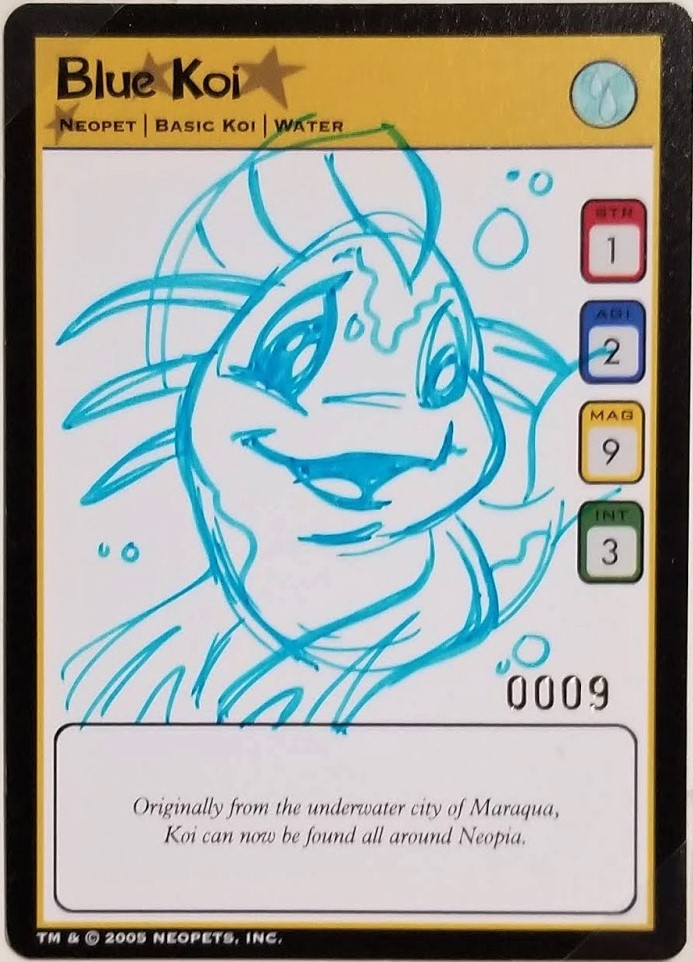 Blue Koi
NEOPET | BASIC KOI | WATER
STR
1
AGI
2
MAG
9
INT
3
0009
Originally from the underwater city of Maraqua,
Koi can now be found all around Neopia.
TM & © 2005 NEOPETS, INC.